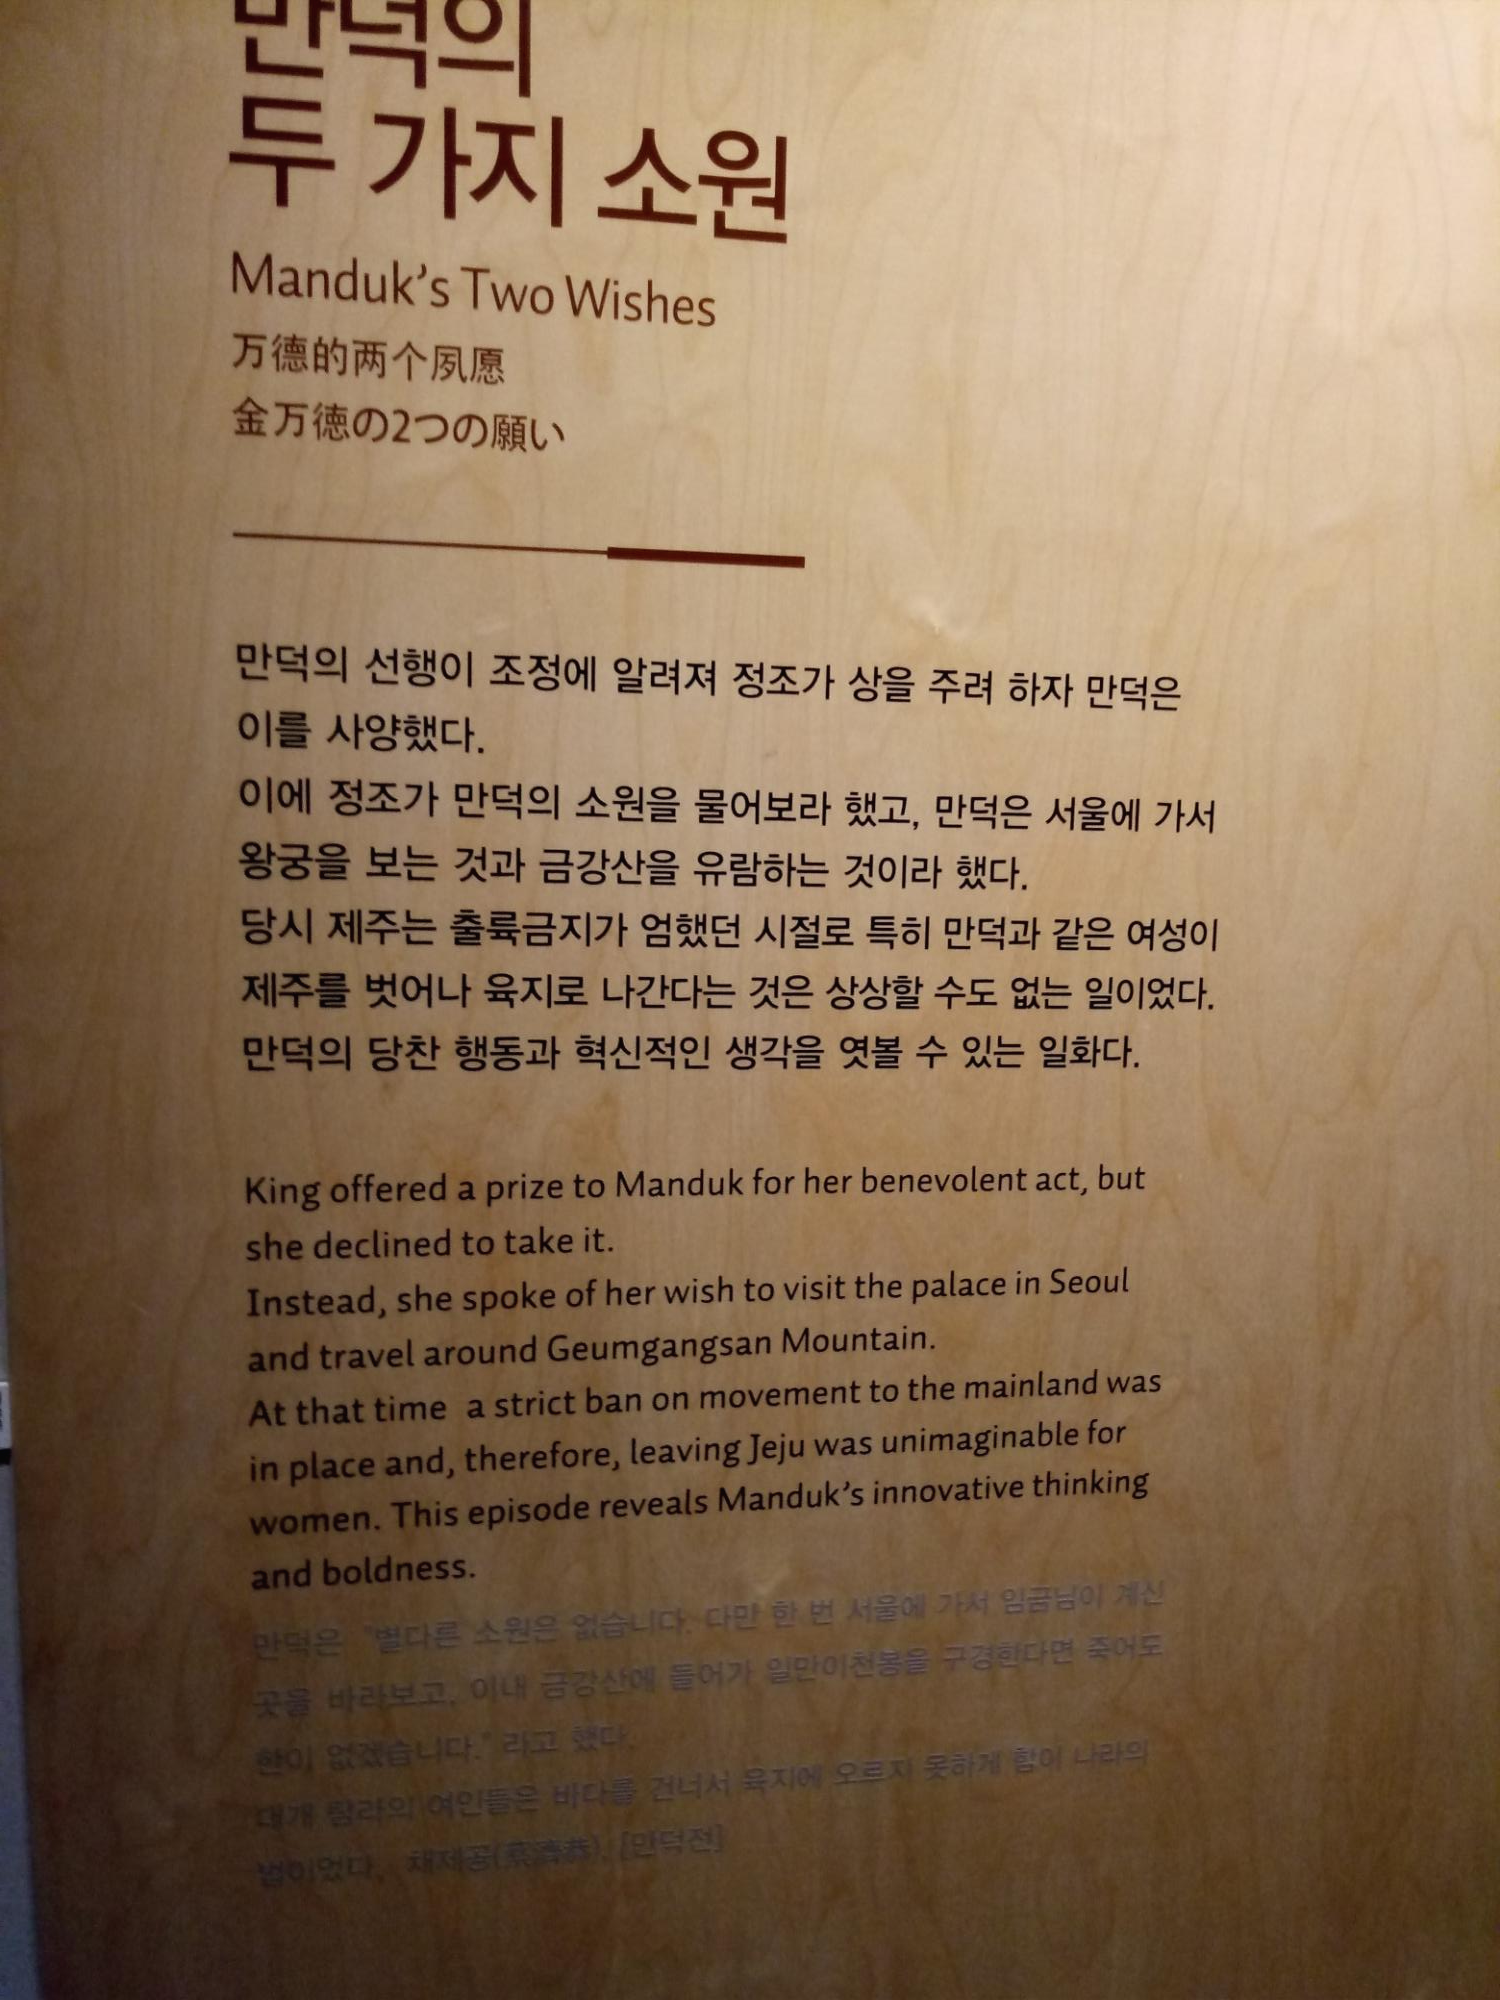 만덕의
두 가지 소원
Manduk's Two Wishes
万德的两个夙愿
金万徳の2つの願い
만덕의 선행이 조정에 알려져 정조가 상을 주려 하자 만덕은
이를 사양했다.
이에 정조가 만덕의 소원을 물어보라 했고, 만덕은 서울에 가서
왕궁을 보는 것과 금강산을 유람하는 것이라 했다.
당시 제주는 출륙금지가 엄했던 시절로 특히 만덕과 같은 여성이
제주를 벗어나 육지로 나간다는 것은 상상할 수도 없는 일이었다.
만덕의 당찬 행동과 혁신적인 생각을 엿볼 수 있는 일화다.
King offered a prize to Manduk for her benevolent act, but
she declined to take it.
Instead, she spoke of her wish to visit the palace in Seoul
and travel around Geumgangsan Mountain.
At that time a strict ban on movement to the mainland was
in place and, therefore, leaving Jeju was unimaginable for
women. This episode reveals Manduk's innovative thinking
and boldness.
만덕은 "별다른 소원은 없습니다. 다만 한 번 서울에 가서 임금님이 계신
곳을 바라보고, 이내 금강산에 들어가 일만이천봉을 구경한다면 죽어도
한이 없겠습니다." 라고 했다.
대개 탐라의 여인들은 바다를 건너서 육지에 오르지 못하게 함이 나라의
법이었다. 채제공(蔡濟恭), [만덕전]